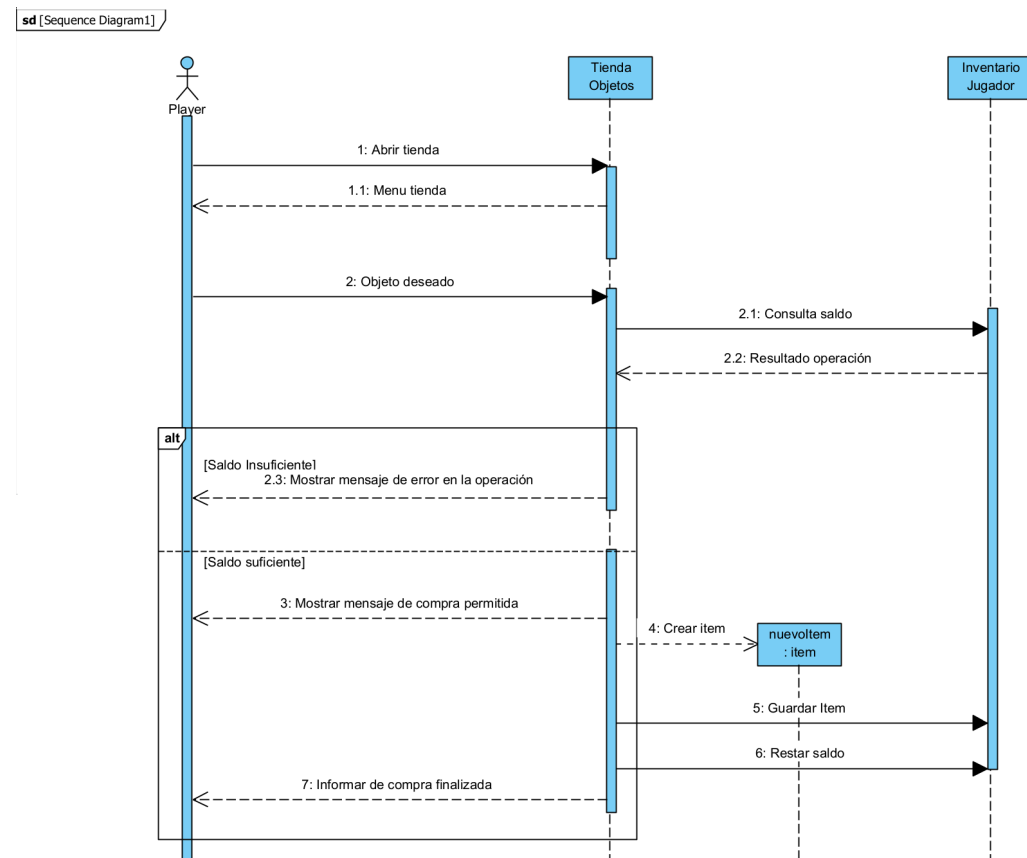 sd [Sequence Diagram1]
Player
Tienda
Objetos
Inventario
Jugador
1: Abrir tienda
1.1: Menu tienda
2: Objeto deseado
2.1: Consulta saldo
2.2: Resultado operación
alt
[Saldo Insuficiente]
2.3: Mostrar mensaje de error en la operación
[Saldo suficiente]
3: Mostrar mensaje de compra permitida
4: Crear item
nuevoItem
: item
5: Guardar Item
6: Restar saldo
7: Informar de compra finalizada